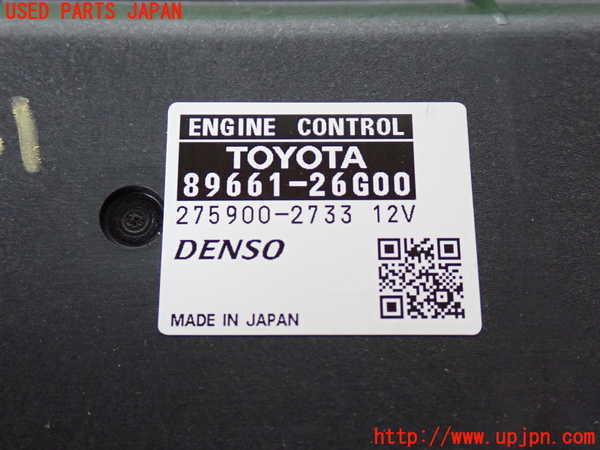 USED PARTS JAPAN
ENGINE CONTROL
TOYOTA
89661-26G00
275900-2733 12V
DENSO
MADE IN JAPAN
http://www.upjpn.com/